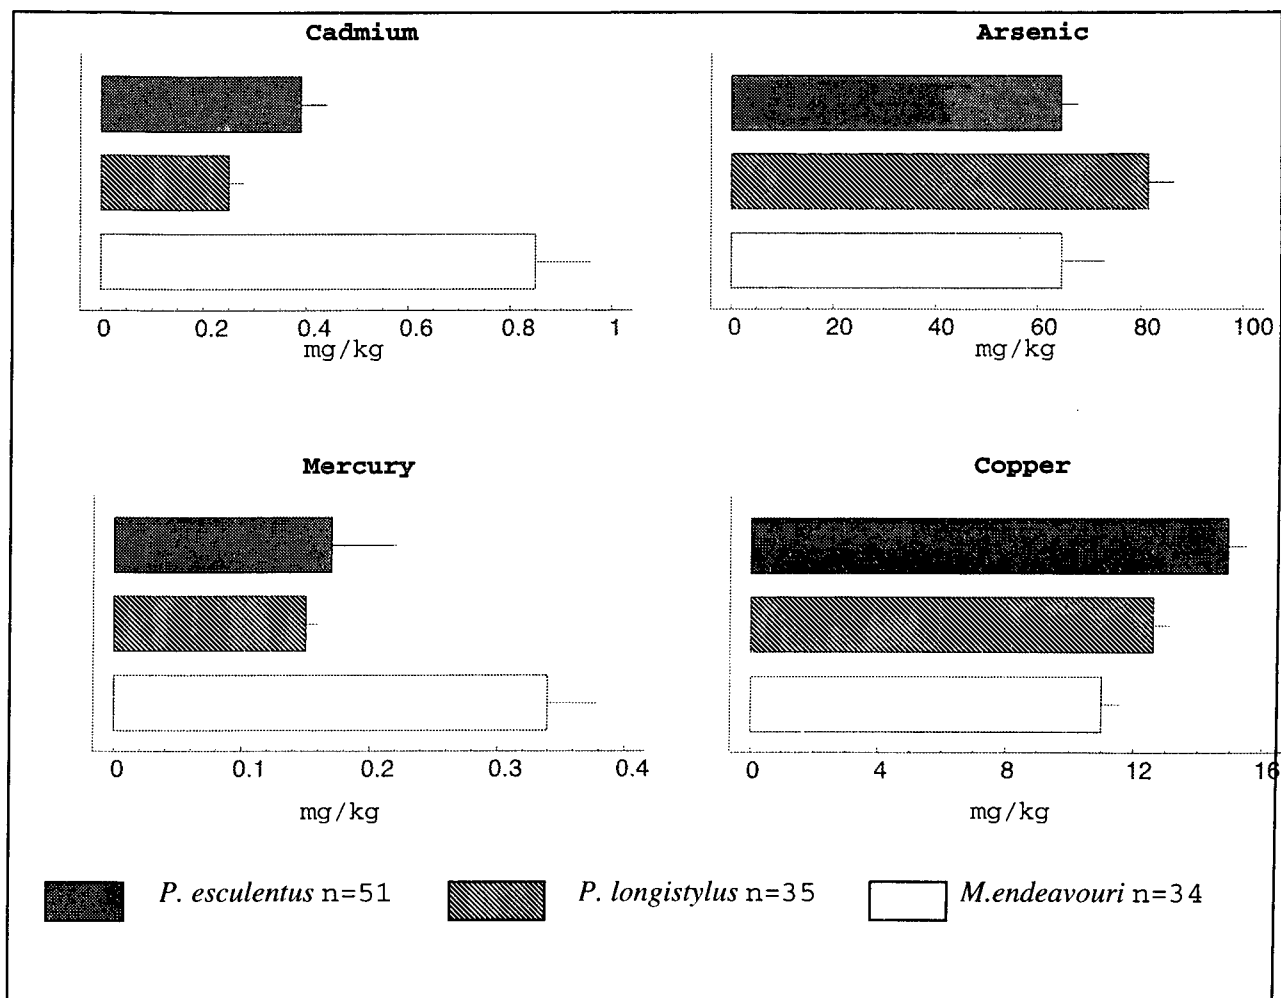 Cadmium
0 0.2 0.4 0.6 0.8 1
mg/kg
Arsenic
0 20 40 60 80 100
mg/kg
Mercury
0 0.1 0.2 0.3 0.4
mg/kg
Copper
0 4 8 12 16
mg/kg
P. esculentus n=51
P. longistylus n=35
M.endeavouri n=34